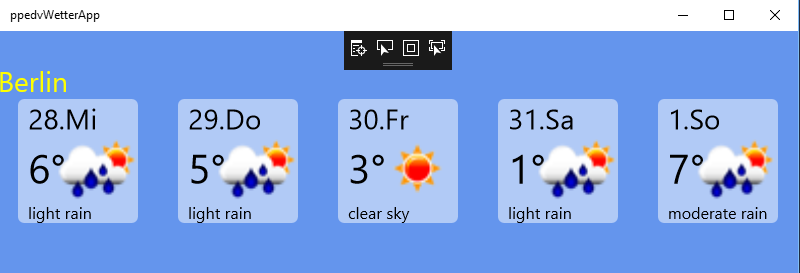 ppedvWetterApp
Berlin
28.Mi
6°
light rain
29.Do
5°
light rain
30.Fr
3°
clear sky
31.Sa
1°
light rain
1.So
7°
moderate rain